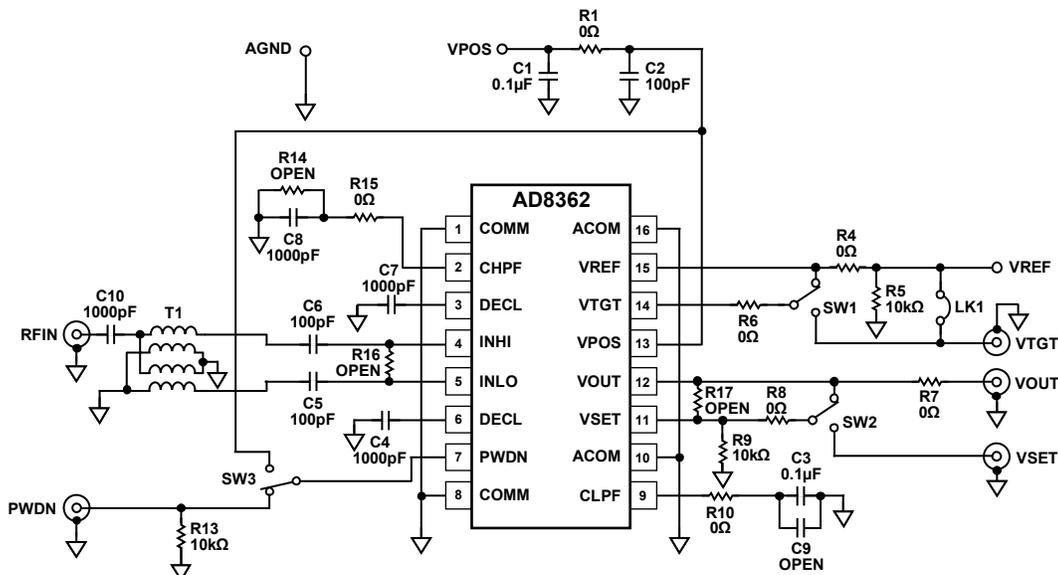 AGND
VPOS
R1
0Ω
C1
0.1µF
C2
100pF
R14
OPEN
R15
0Ω
C8
1000pF
AD8362
1 COMM ACOM 16
2 CHPF VREF 15
3 DECL VTGT 14
4 INHI VPOS 13
5 INLO VOUT 12
6 DECL VSET 11
7 PWDN ACOM 10
8 COMM CLPF 9
C7
1000pF
C10
1000pF
T1
C6
100pF
RFIN
R16
OPEN
C5
100pF
C4
1000pF
SW3
PWDN
R13
10kΩ
R4
0Ω
VREF
R6
0Ω
SW1
R5
10kΩ
LK1
VTGT
R17
OPEN
R8
0Ω
SW2
R7
0Ω
VOUT
R9
10kΩ
VSET
C3
0.1µF
R10
0Ω
C9
OPEN